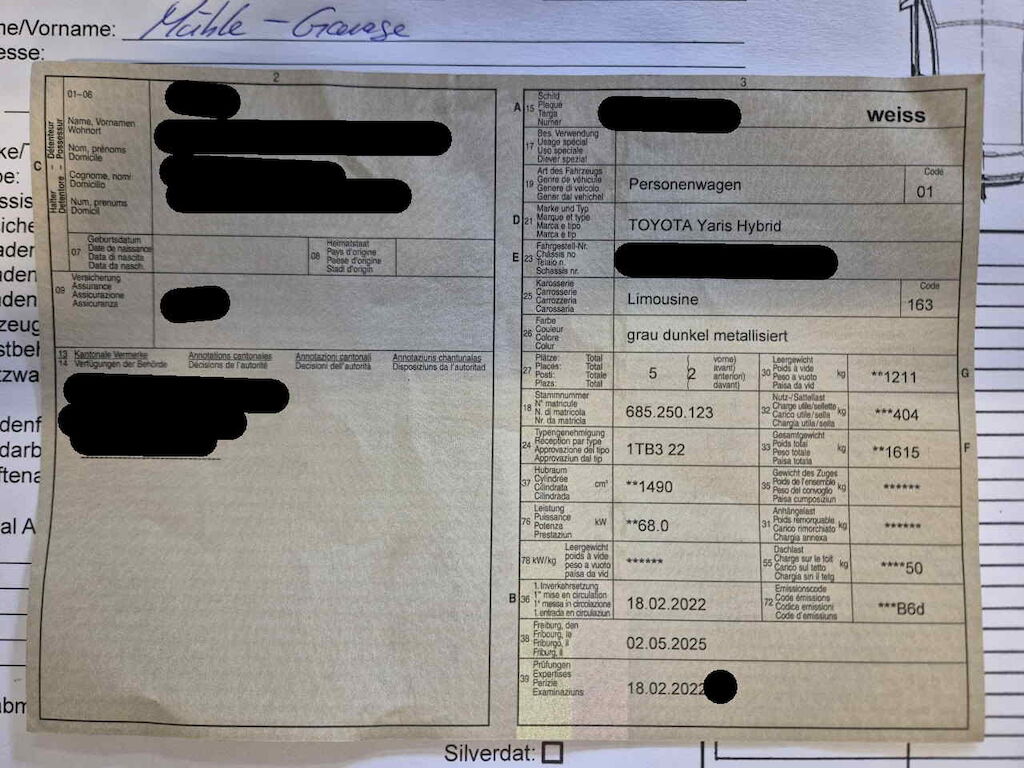 ne/Vorname: Mühle - Garage
esse:
2
01-06
Halter - Détenteur
Detentore - Possessur
Name, Vornamen
Wohnort
Nom, prénoms
Domicile
Cognome, nomi
Domicilio
Num, prenums
Domicil
C
07
Geburtsdatum
Date de naissance
Data di nascita
Data da nasch.
08
Heimatstaat
Pays d'origine
Paese d'origine
Stadi d'origin
09
Versicherung
Assurance
Assicurazione
Assicuranza
13
14
Kantonale Vermerke
Verfügungen der Behörde
Annotations cantonales
Décisions de l'autorité
Annotazioni cantonali
Decisioni dell'autorità
Annotaziuns chantunalas
Disposiziuns da l'autoritad
3
A
15
Schild
Plaque
Targa
Numer
weiss
17
Bes. Verwendung
Usage spécial
Uso speciale
Diever spezial
19
Art des Fahrzeugs
Genre de véhicule
Genere di veicolo
Gener dal vehichel
Personenwagen
Code
01
D
21
Marke und Typ
Marque et type
Marca e tipo
Marca e tip
TOYOTA Yaris Hybrid
E
23
Fahrgestell-Nr.
Châssis no
Telaio n.
Schassis nr.
25
Karosserie
Carrosserie
Carrozzeria
Carossaria
Limousine
Code
163
26
Farbe
Couleur
Colore
Colur
grau dunkel metallisiert
27
Plätze: Total
Places: Total
Posti: Totale
Plazs: Total
5 ( 2
vorne)
avant)
anteriori)
davant)
30
Leergewicht
Poids à vide
Peso a vuoto
Paisa da vid
kg
**1211
G
18
Stammnummer
N° matricule
N. di matricola
Nr. da matricla
685.250.123
32
Nutz-/Sattellast
Charge utile/sellette
Carico utile/sella
Chargia utila/sella
kg
***404
24
Typengenehmigung
Réception par type
Approvazione del tipo
Approvaziun dal tip
1TB3 22
33
Gesamtgewicht
Poids total
Peso totale
Paisa totala
kg
**1615
F
37
Hubraum
Cylindrée
Cilindrata
Cilindrada
cm³
**1490
35
Gewicht des Zuges
Poids de l'ensemble
Peso del convoglio
Paisa cumposiziun
kg
******
76
Leistung
Puissance
Potenza
Prestaziun
kW
**68.0
31
Anhängelast
Poids remorquable
Carico rimorchiato
Chargia annexa
kg
******
78 kW/kg
Leergewicht
poids à vide
peso a vuoto
paisa da vid
******
55
Dachlast
Charge sur le toit
Carico sul tetto
Chargia sin il tetg
kg
****50
B
36
1. Inverkehrsetzung
1re mise en circulation
1a messa in circolazione
1. entrada en circulaziun
18.02.2022
72
Emissionscode
Code émissions
Codice emissioni
Code d'emissiuns
***B6d
38
Freiburg, den
Fribourg, le
Friburgo, il
Friburg, il
02.05.2025
39
Prüfungen
Expertises
Perizie
Examinaziuns
18.02.2022
Silverdat: